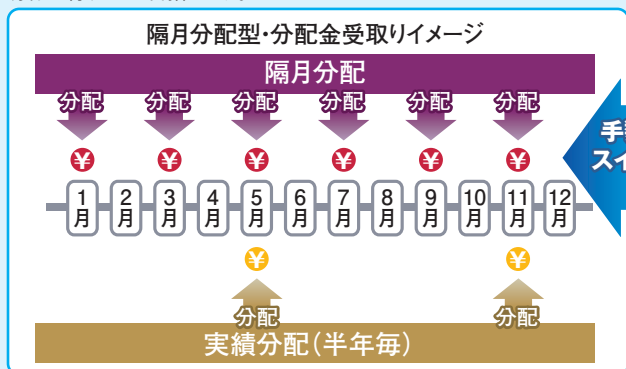 隔月分配型・分配金受取りイメージ
隔月分配
分配 分配 分配 分配 分配 分配
¥ ¥ ¥ ¥ ¥ ¥
1月 2月 3月 4月 5月 6月 7月 8月 9月 10月 11月 12月
¥ ¥
分配 分配
実績分配(半年毎)
スイ